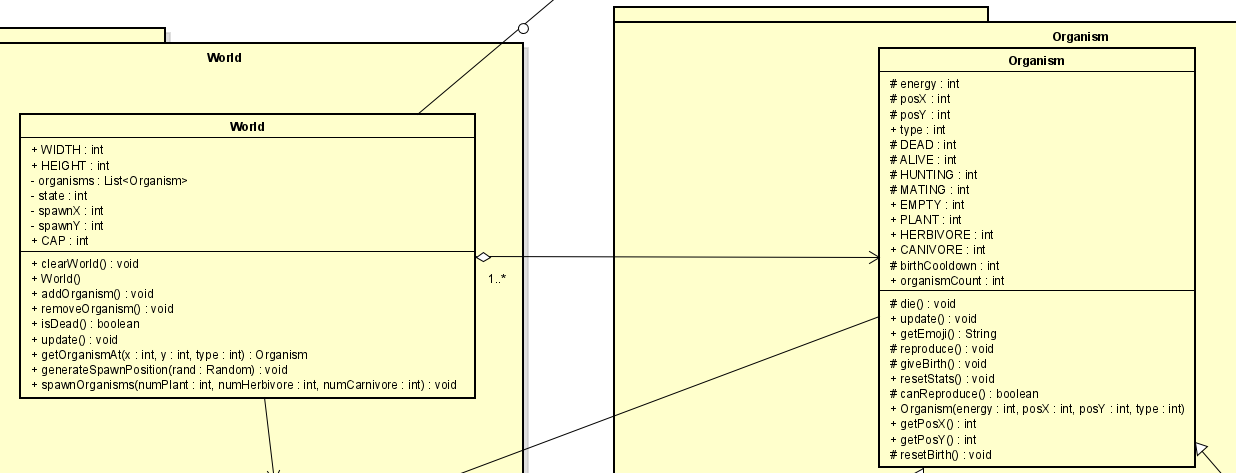 World
World
+ WIDTH : int
+ HEIGHT : int
- organisms : List<Organism>
- state : int
- spawnX : int
- spawnY : int
+ CAP : int
+ clearWorld() : void
+ World()
+ addOrganism() : void
+ removeOrganism() : void
+ isDead() : boolean
+ update() : void
+ getOrganismAt(x : int, y : int, type : int) : Organism
+ generateSpawnPosition(rand : Random) : void
+ spawnOrganisms(numPlant : int, numHerbivore : int, numCarnivore : int) : void
1..*
Organism
Organism
# energy : int
# posX : int
# posY : int
+ type : int
# DEAD : int
# ALIVE : int
# HUNTING : int
# MATING : int
+ EMPTY : int
+ PLANT : int
+ HERBIVORE : int
+ CANIVORE : int
# birthCooldown : int
+ organismCount : int
# die() : void
+ update() : void
+ getEmoji() : String
# reproduce() : void
# giveBirth() : void
+ resetStats() : void
# canReproduce() : boolean
+ Organism(energy : int, posX : int, posY : int, type : int)
+ getPosX() : int
+ getPosY() : int
# resetBirth() : void